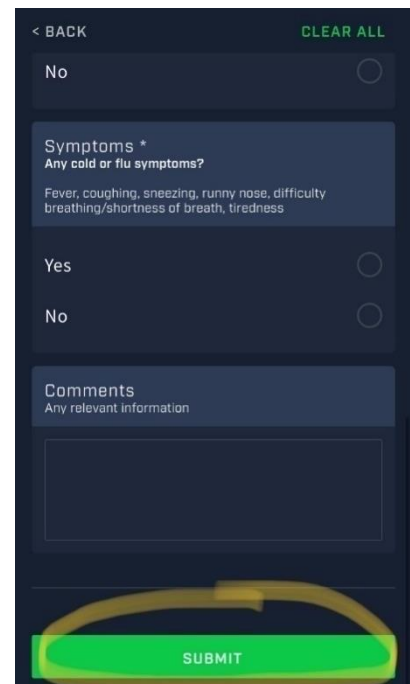 < BACK CLEAR ALL
No
Symptoms *
Any cold or flu symptoms?
Fever, coughing, sneezing, runny nose, difficulty
breathing/shortness of breath, tiredness
Yes
No
Comments
Any relevant information
SUBMIT